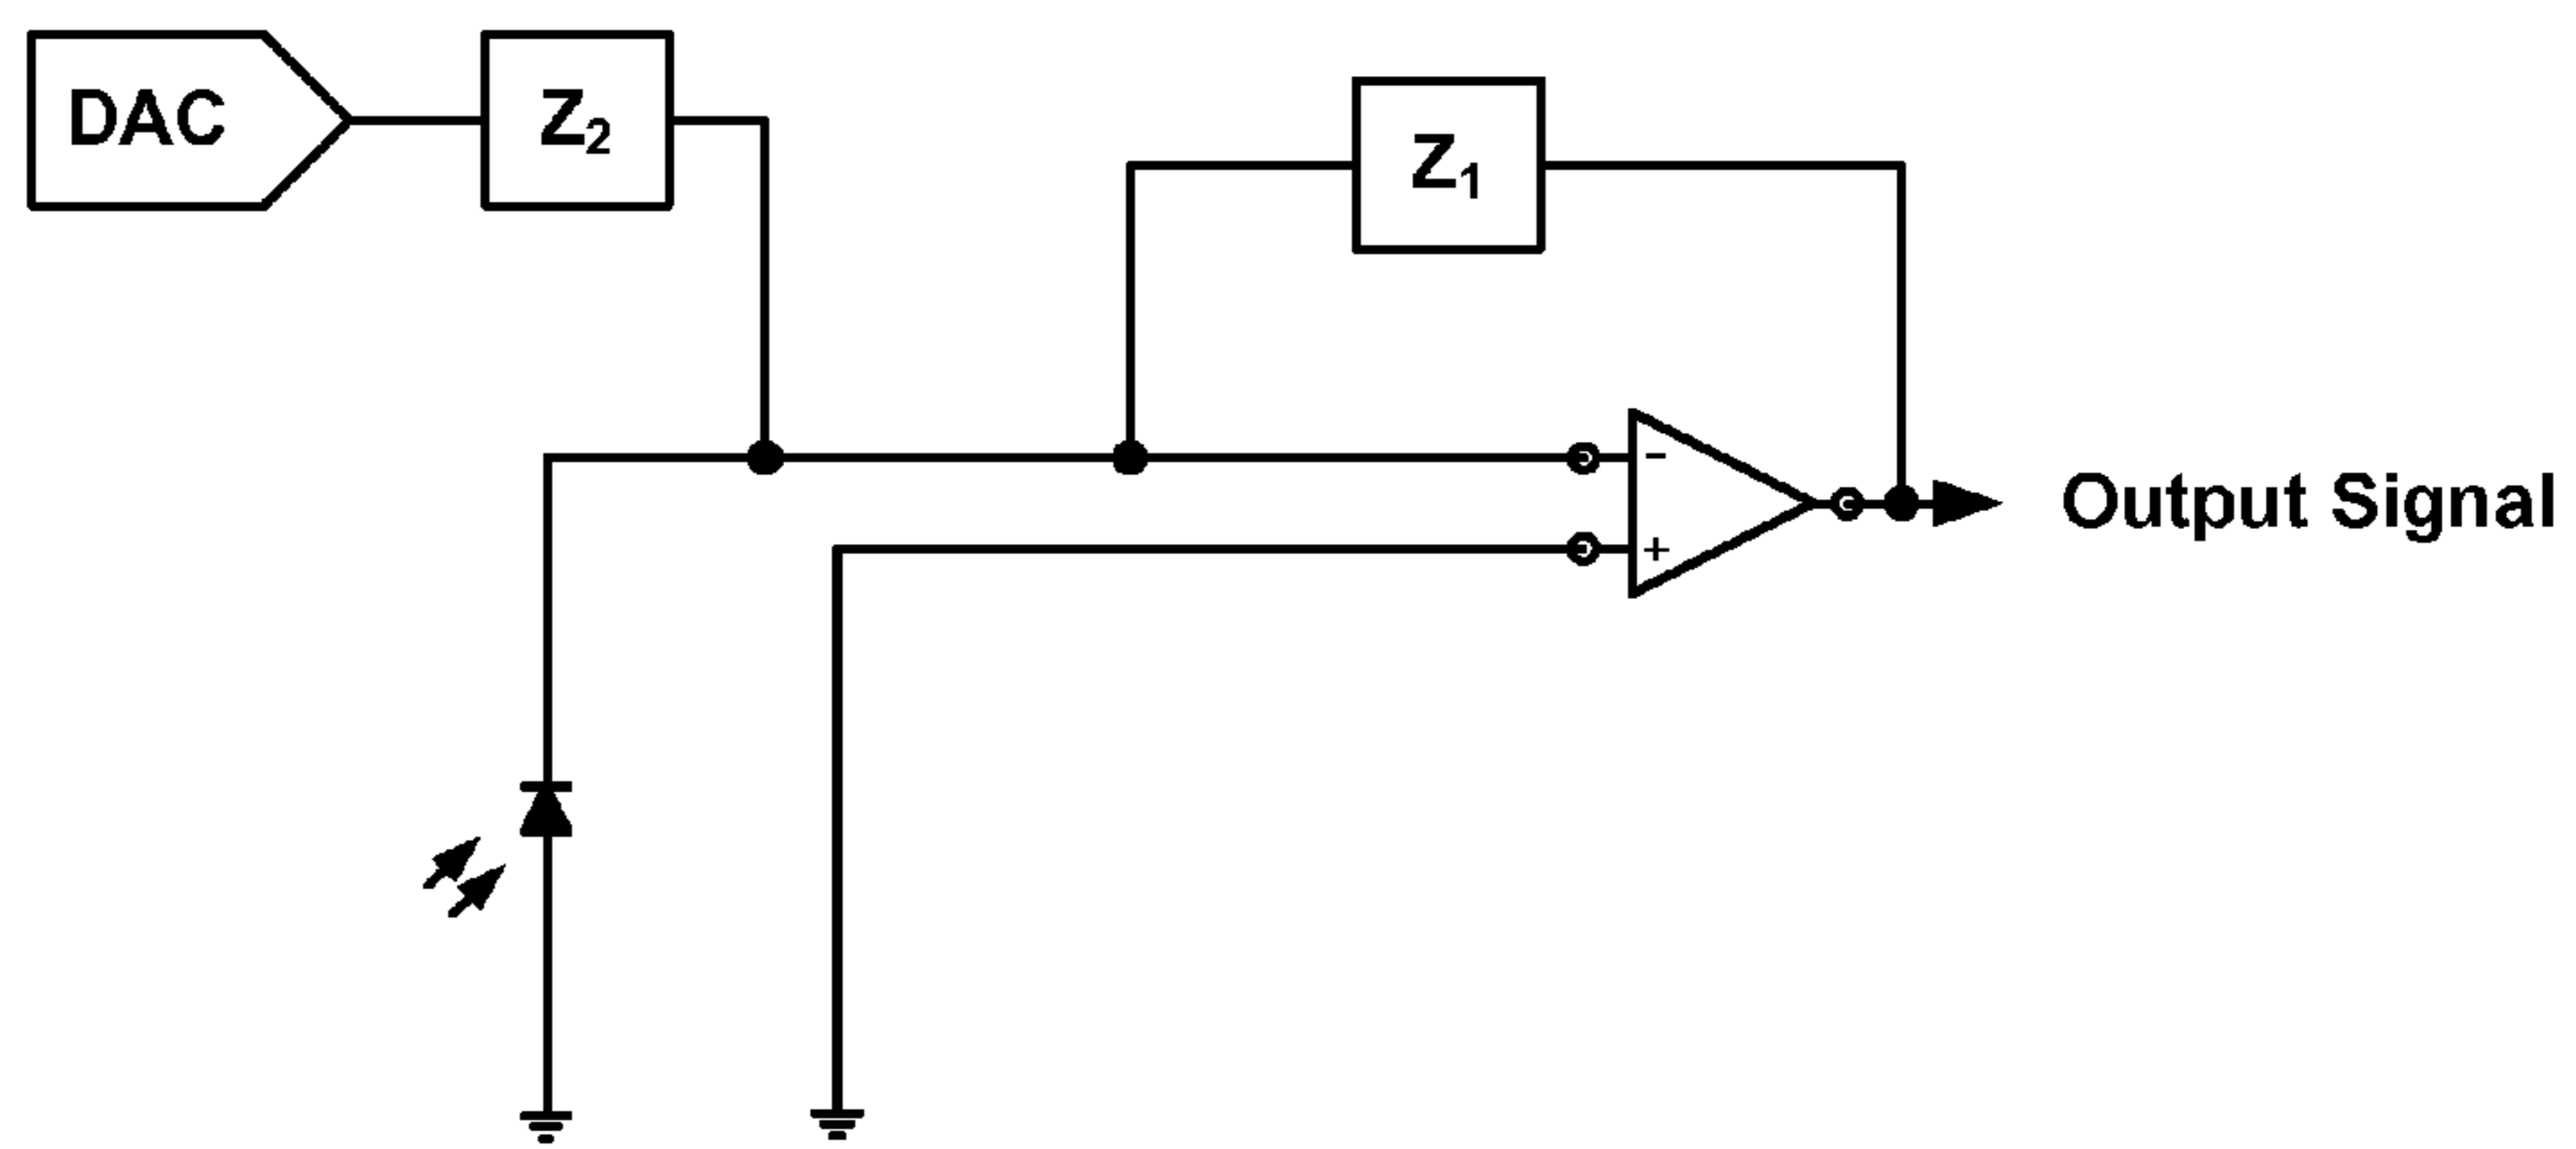 DAC
Z₂
Z₁
−
+
Output Signal